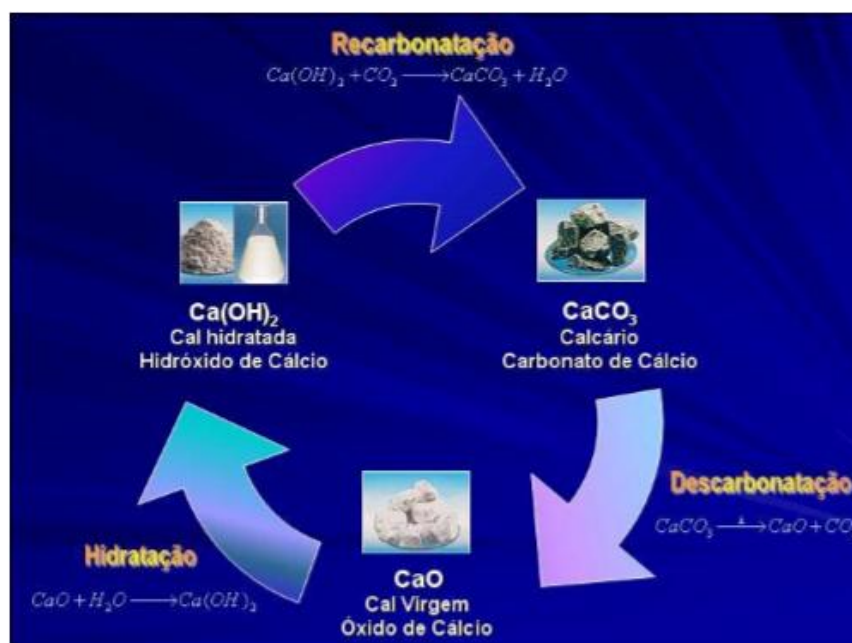 Recarbonatação
Ca(OH)₂ + CO₂ ⟶ CaCO₃ + H₂O
Ca(OH)₂
Cal hidratada
Hidróxido de Cálcio
CaCO₃
Calcário
Carbonato de Cálcio
Descarbonatação
CaCO₃ ⟶ CaO + CO
Hidratação
CaO + H₂O ⟶ Ca(OH)₂
CaO
Cal Virgem
Óxido de Cálcio